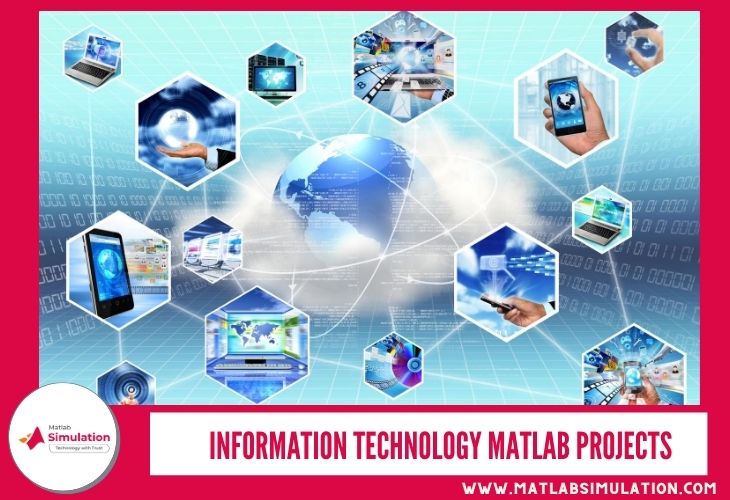 Matlab
Simulation
Technology with Trust
INFORMATION TECHNOLOGY MATLAB PROJECTS
WWW.MATLABSIMULATION.COM